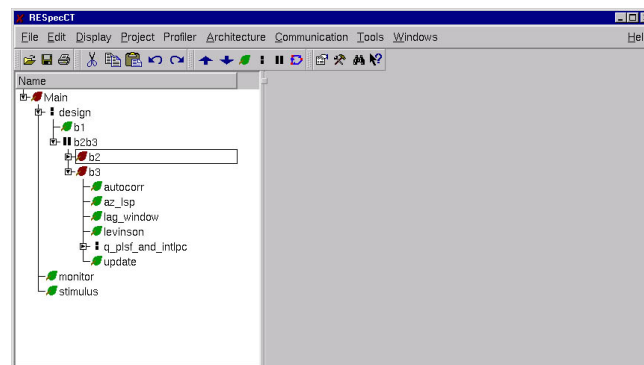 RESpecCT
File Edit Display Project Profiler Architecture Communication Tools Windows Hel
Name
Main
design
b1
b2b3
b2
b3
autocorr
az_lsp
lag_window
levinson
q_plsf_and_intlpc
update
monitor
stimulus